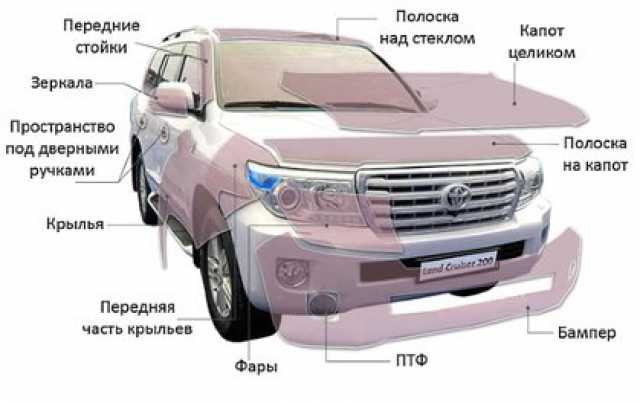 Передние
стойки
Полоска
над стеклом
Капот
целиком
Зеркала
Пространство
под дверными
ручками
Полоска
на капот
Крылья
Land Cruiser 200
Передняя
часть крыльев
Фары
ПТФ
Бампер